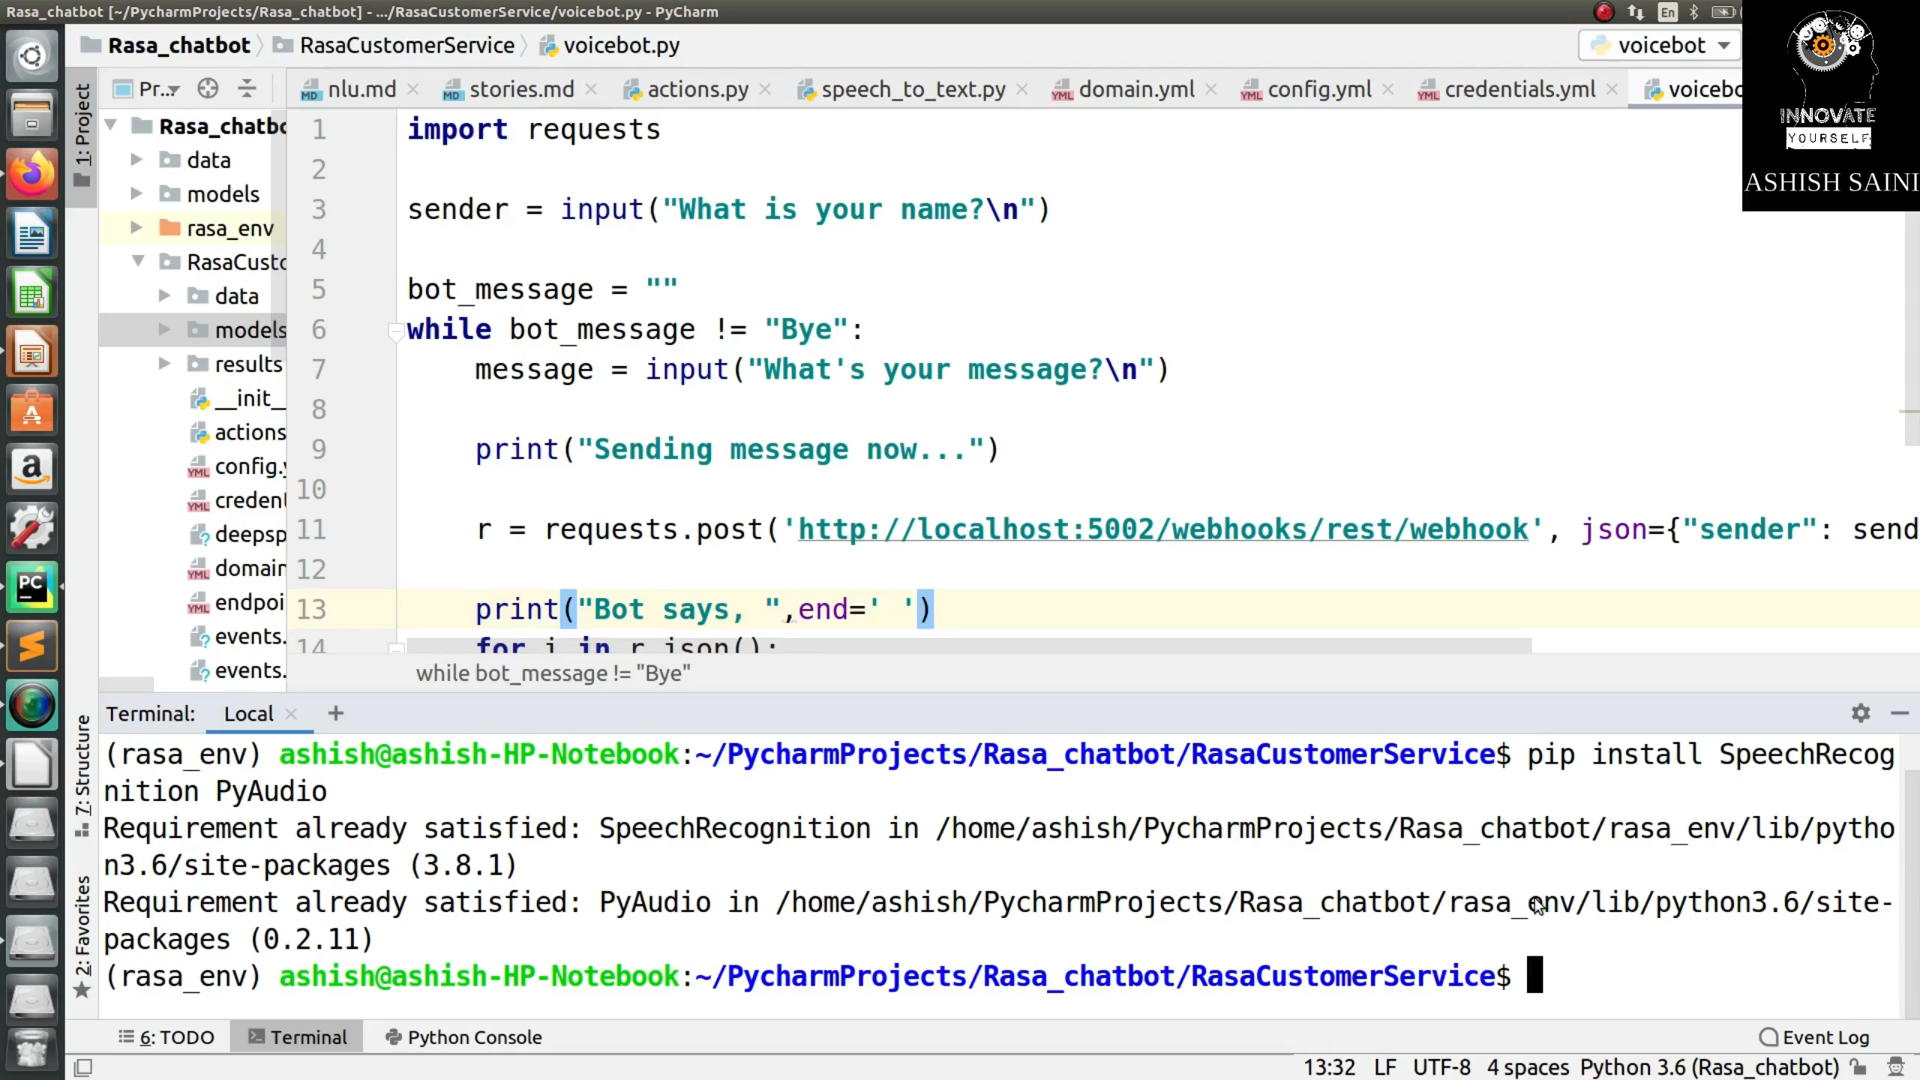 Rasa_chatbot [~/PycharmProjects/Rasa_chatbot] - .../RasaCustomerService/voicebot.py - PyCharm
En
Rasa_chatbot
RasaCustomerService
voicebot.py
voicebot
INNOVATE
YOURSELF
ASHISH SAINI
1: Project
Pr...
nlu.md
stories.md
actions.py
speech_to_text.py
domain.yml
config.yml
credentials.yml
voicebo
Rasa_chatbo
data
models
rasa_env
RasaCusto
data
models
results
__init__
actions
config.y
creden
deepsp
domain
endpoi
events.
events.
1 import requests
2
3 sender = input("What is your name?\n")
4
5 bot_message = ""
6 while bot_message != "Bye":
7 message = input("What's your message?\n")
8
9 print("Sending message now...")
10
11 r = requests.post('http://localhost:5002/webhooks/rest/webhook', json={"sender": send
12
13 print("Bot says, ",end=' ')
14 for i in r.json():
while bot_message != "Bye"
Terminal: Local +
(rasa_env) ashish@ashish-HP-Notebook:~/PycharmProjects/Rasa_chatbot/RasaCustomerService$ pip install SpeechRecog
nition PyAudio
Requirement already satisfied: SpeechRecognition in /home/ashish/PycharmProjects/Rasa_chatbot/rasa_env/lib/pytho
n3.6/site-packages (3.8.1)
Requirement already satisfied: PyAudio in /home/ashish/PycharmProjects/Rasa_chatbot/rasa_env/lib/python3.6/site-
packages (0.2.11)
(rasa_env) ashish@ashish-HP-Notebook:~/PycharmProjects/Rasa_chatbot/RasaCustomerService$
7: Structure
2: Favorites
6: TODO
Terminal
Python Console
Event Log
13:32 LF UTF-8 4 spaces Python 3.6 (Rasa_chatbot)